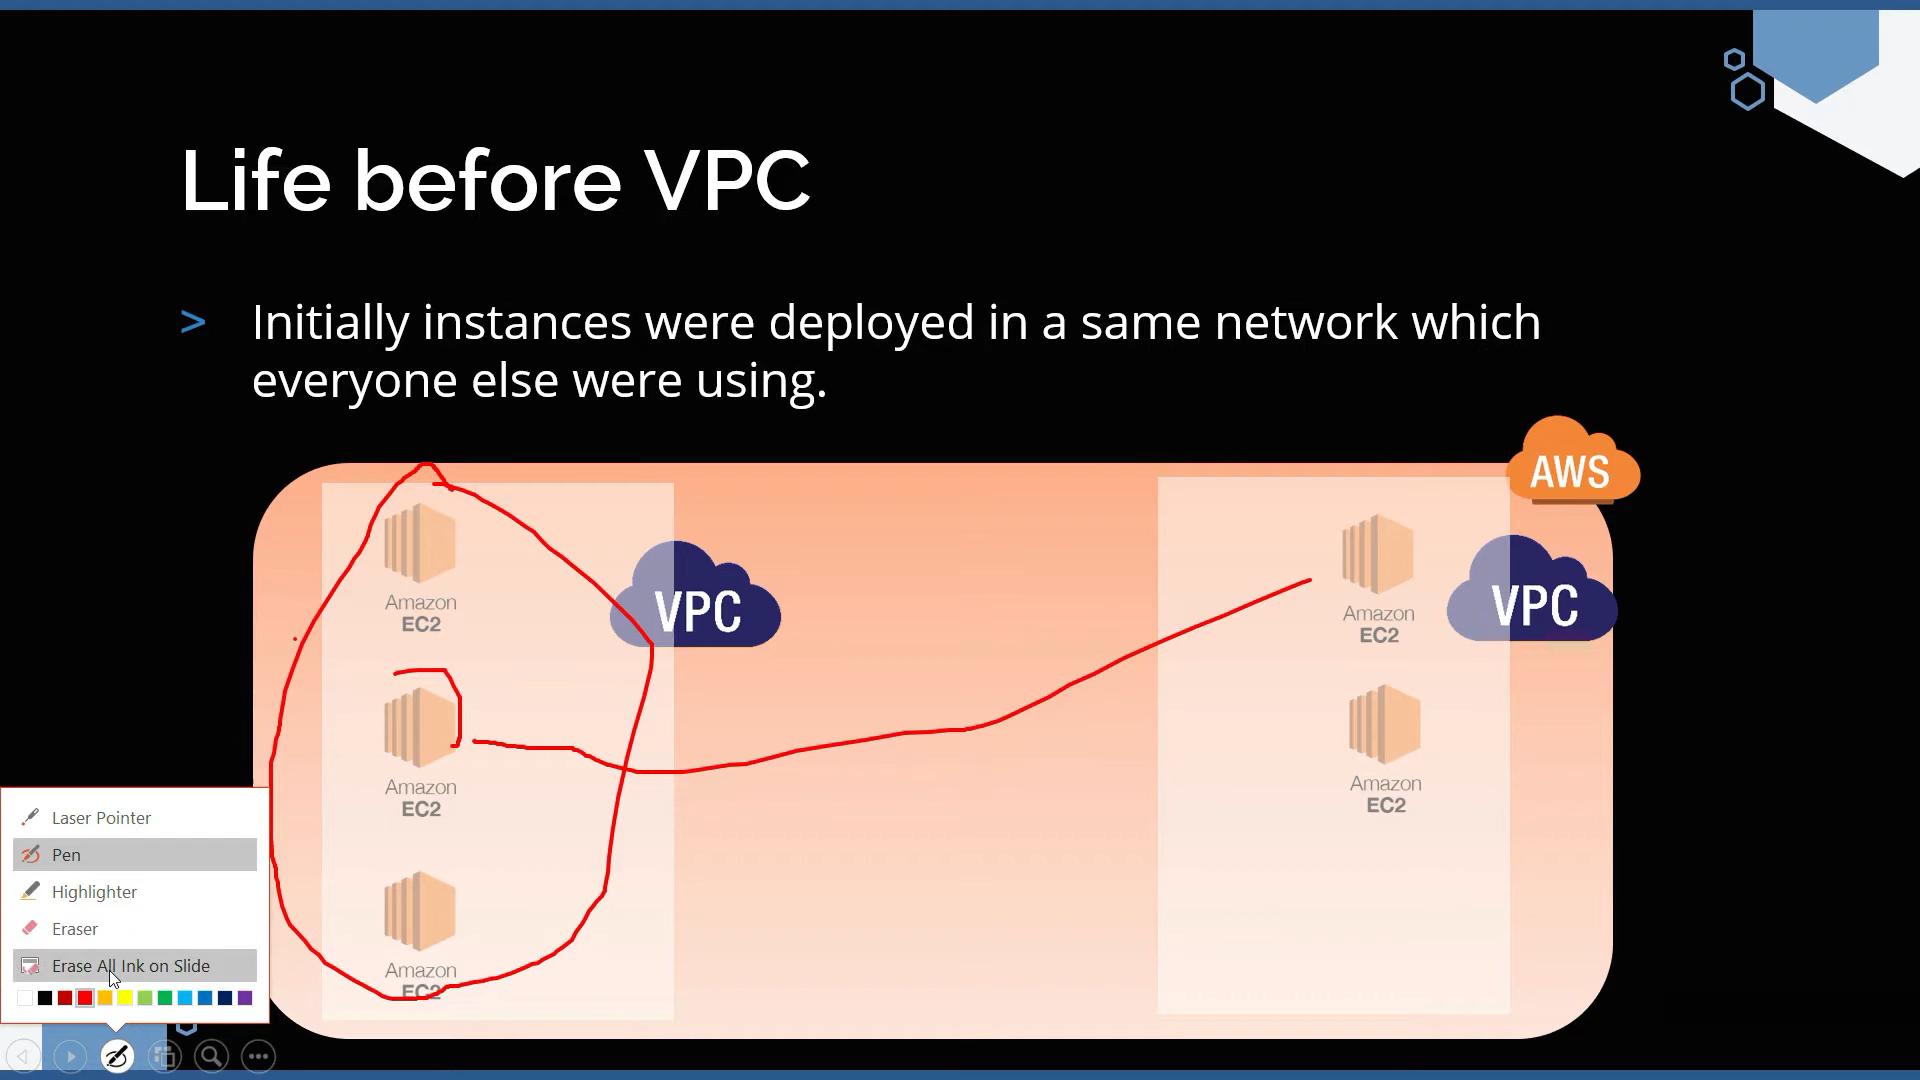 Life before VPC
> Initially instances were deployed in a same network which
everyone else were using.
AWS
Amazon
EC2
VPC
Amazon
EC2
VPC
Amazon
EC2
Amazon
EC2
Amazon
EC2
Laser Pointer
Pen
Highlighter
Eraser
Erase All Ink on Slide